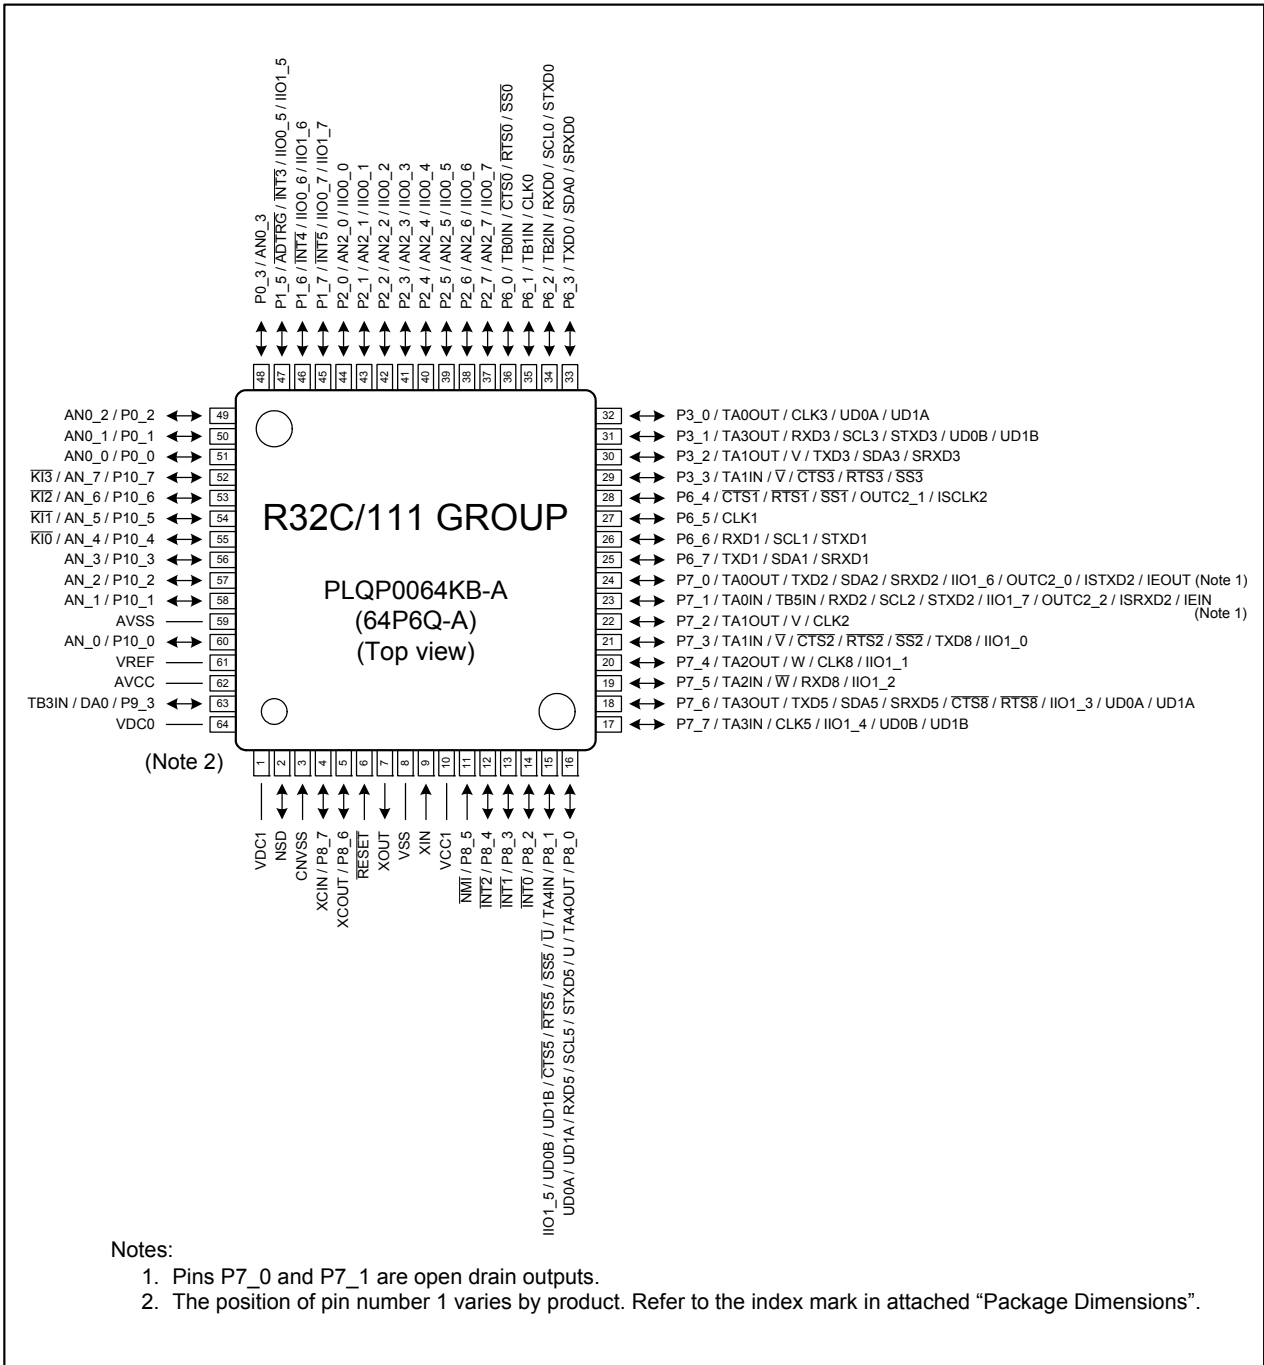 P0_3 / AN0_3
P1_5 / ADTRG / INT3 / IIO0_5 / IIO1_5
P1_6 / INT4 / IIO0_6 / IIO1_6
P1_7 / INT5 / IIO0_7 / IIO1_7
P2_0 / AN2_0 / IIO0_0
P2_1 / AN2_1 / IIO0_1
P2_2 / AN2_2 / IIO0_2
P2_3 / AN2_3 / IIO0_3
P2_4 / AN2_4 / IIO0_4
P2_5 / AN2_5 / IIO0_5
P2_6 / AN2_6 / IIO0_6
P2_7 / AN2_7 / IIO0_7
P6_0 / TB0IN / CTS0 / RTS0 / SS0
P6_1 / TB1IN / CLK0
P6_2 / TB2IN / RXD0 / SCL0 / STXD0
P6_3 / TXD0 / SDA0 / SRXD0
48 47 46 45 44 43 42 41 40 39 38 37 36 35 34 33
AN0_2 / P0_2 49
AN0_1 / P0_1 50
AN0_0 / P0_0 51
KI3 / AN_7 / P10_7 52
KI2 / AN_6 / P10_6 53
KI1 / AN_5 / P10_5 54
KI0 / AN_4 / P10_4 55
AN_3 / P10_3 56
AN_2 / P10_2 57
AN_1 / P10_1 58
AVSS 59
AN_0 / P10_0 60
VREF 61
AVCC 62
TB3IN / DA0 / P9_3 63
VDC0 64
R32C/111 GROUP
PLQP0064KB-A
(64P6Q-A)
(Top view)
32 P3_0 / TA0OUT / CLK3 / UD0A / UD1A
31 P3_1 / TA3OUT / RXD3 / SCL3 / STXD3 / UD0B / UD1B
30 P3_2 / TA1OUT / V / TXD3 / SDA3 / SRXD3
29 P3_3 / TA1IN / V / CTS3 / RTS3 / SS3
28 P6_4 / CTS1 / RTS1 / SS1 / OUTC2_1 / ISCLK2
27 P6_5 / CLK1
26 P6_6 / RXD1 / SCL1 / STXD1
25 P6_7 / TXD1 / SDA1 / SRXD1
24 P7_0 / TA0OUT / TXD2 / SDA2 / SRXD2 / IIO1_6 / OUTC2_0 / ISTXD2 / IEOUT (Note 1)
23 P7_1 / TA0IN / TB5IN / RXD2 / SCL2 / STXD2 / IIO1_7 / OUTC2_2 / ISRXD2 / IEIN
(Note 1)
22 P7_2 / TA1OUT / V / CLK2
21 P7_3 / TA1IN / V / CTS2 / RTS2 / SS2 / TXD8 / IIO1_0
20 P7_4 / TA2OUT / W / CLK8 / IIO1_1
19 P7_5 / TA2IN / W / RXD8 / IIO1_2
18 P7_6 / TA3OUT / TXD5 / SDA5 / SRXD5 / CTS8 / RTS8 / IIO1_3 / UD0A / UD1A
17 P7_7 / TA3IN / CLK5 / IIO1_4 / UD0B / UD1B
(Note 2)
1 2 3 4 5 6 7 8 9 10 11 12 13 14 15 16
VDC1
NSD
CNVSS
XCIN / P8_7
XCOUT / P8_6
RESET
XOUT
VSS
XIN
VCC1
NMI / P8_5
INT2 / P8_4
INT1 / P8_3
INT0 / P8_2
IIO1_5 / UD0B / UD1B / CTS5 / RTS5 / SS5 / U / TA4IN / P8_1
UD0A / UD1A / RXD5 / SCL5 / STXD5 / U / TA4OUT / P8_0
Notes:
1. Pins P7_0 and P7_1 are open drain outputs.
2. The position of pin number 1 varies by product. Refer to the index mark in attached “Package Dimensions”.